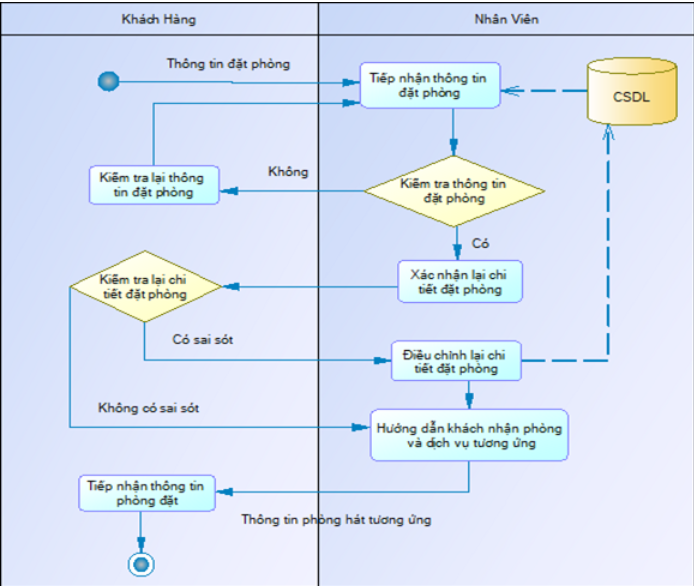 Khách Hàng
Nhân Viên
Thông tin đặt phòng
Tiếp nhận thông tin
đặt phòng
CSDL
Không
Kiểm tra lại thông
tin đặt phòng
Kiểm tra thông tin
đặt phòng
Có
Xác nhận lại chi
tiết đặt phòng
Kiểm tra lại chi
tiết đặt phòng
Có sai sót
Điều chỉnh lại chi
tiết đặt phòng
Không có sai sót
Hướng dẫn khách nhận phòng
và dịch vụ tương ứng
Tiếp nhận thông tin
phòng đặt
Thông tin phòng hát tương ứng